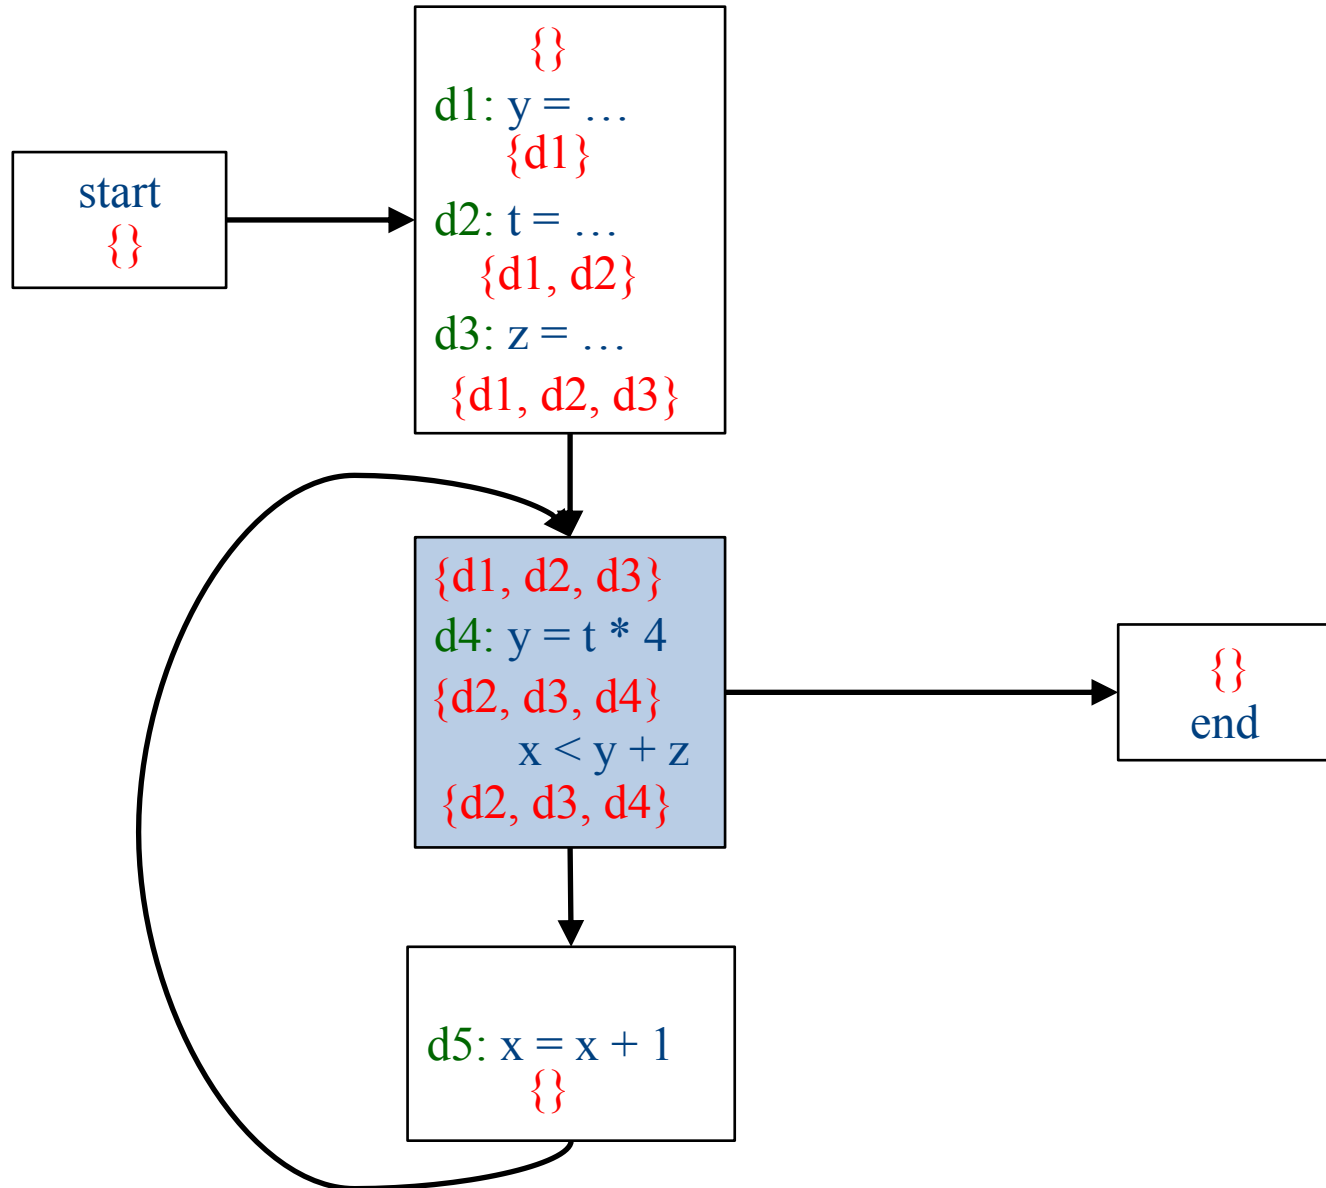 start
{}
{}
d1: y = …
{d1}
d2: t = …
{d1, d2}
d3: z = …
{d1, d2, d3}
{d1, d2, d3}
d4: y = t * 4
{d2, d3, d4}
x < y + z
{d2, d3, d4}
{}
end
d5: x = x + 1
{}